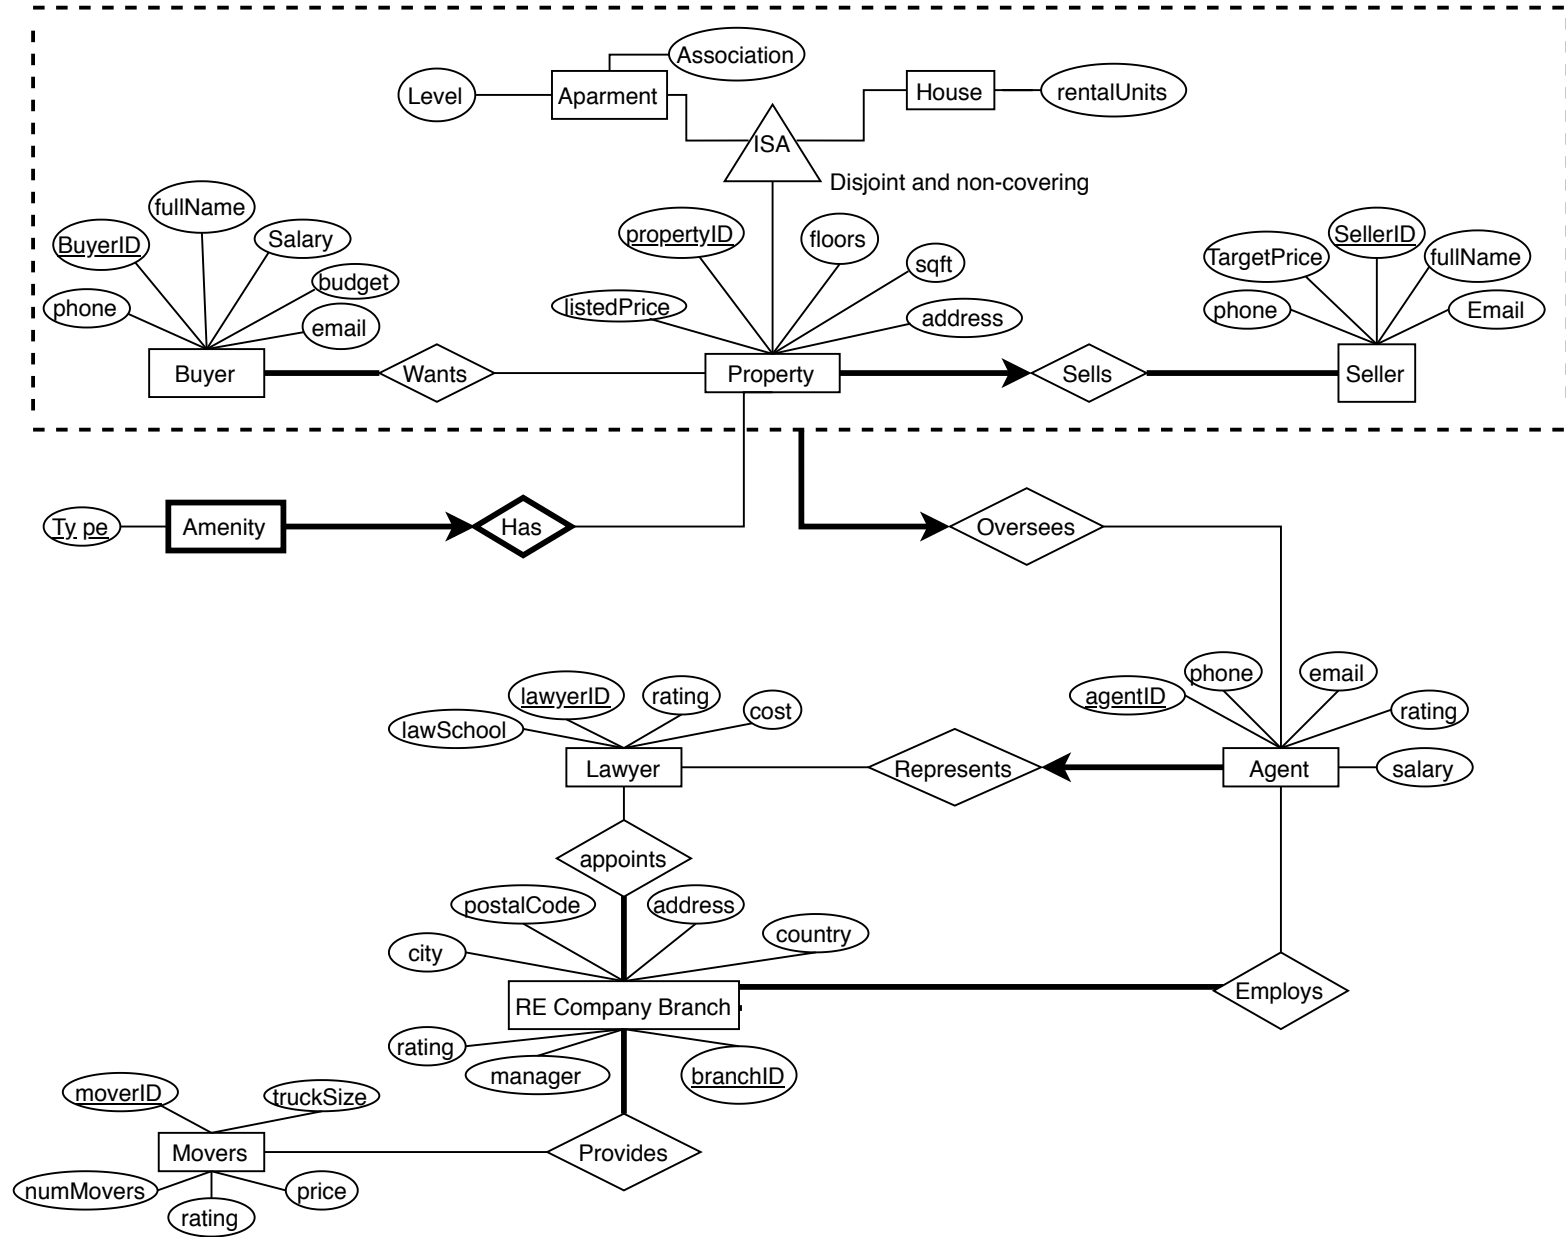 Association
Level
Aparment
House
rentalUnits
ISA
Disjoint and non-covering
fullName
BuyerID
Salary
budget
phone
email
propertyID
floors
sqft
listedPrice
address
SellerID
TargetPrice
fullName
phone
Email
Buyer
Wants
Property
Sells
Seller
Ty pe
Amenity
Has
Oversees
lawyerID
rating
cost
lawSchool
phone
email
agentID
rating
Lawyer
Represents
Agent
salary
appoints
postalCode
address
country
city
RE Company Branch
Employs
rating
manager
branchID
moverID
truckSize
Movers
Provides
numMovers
rating
price